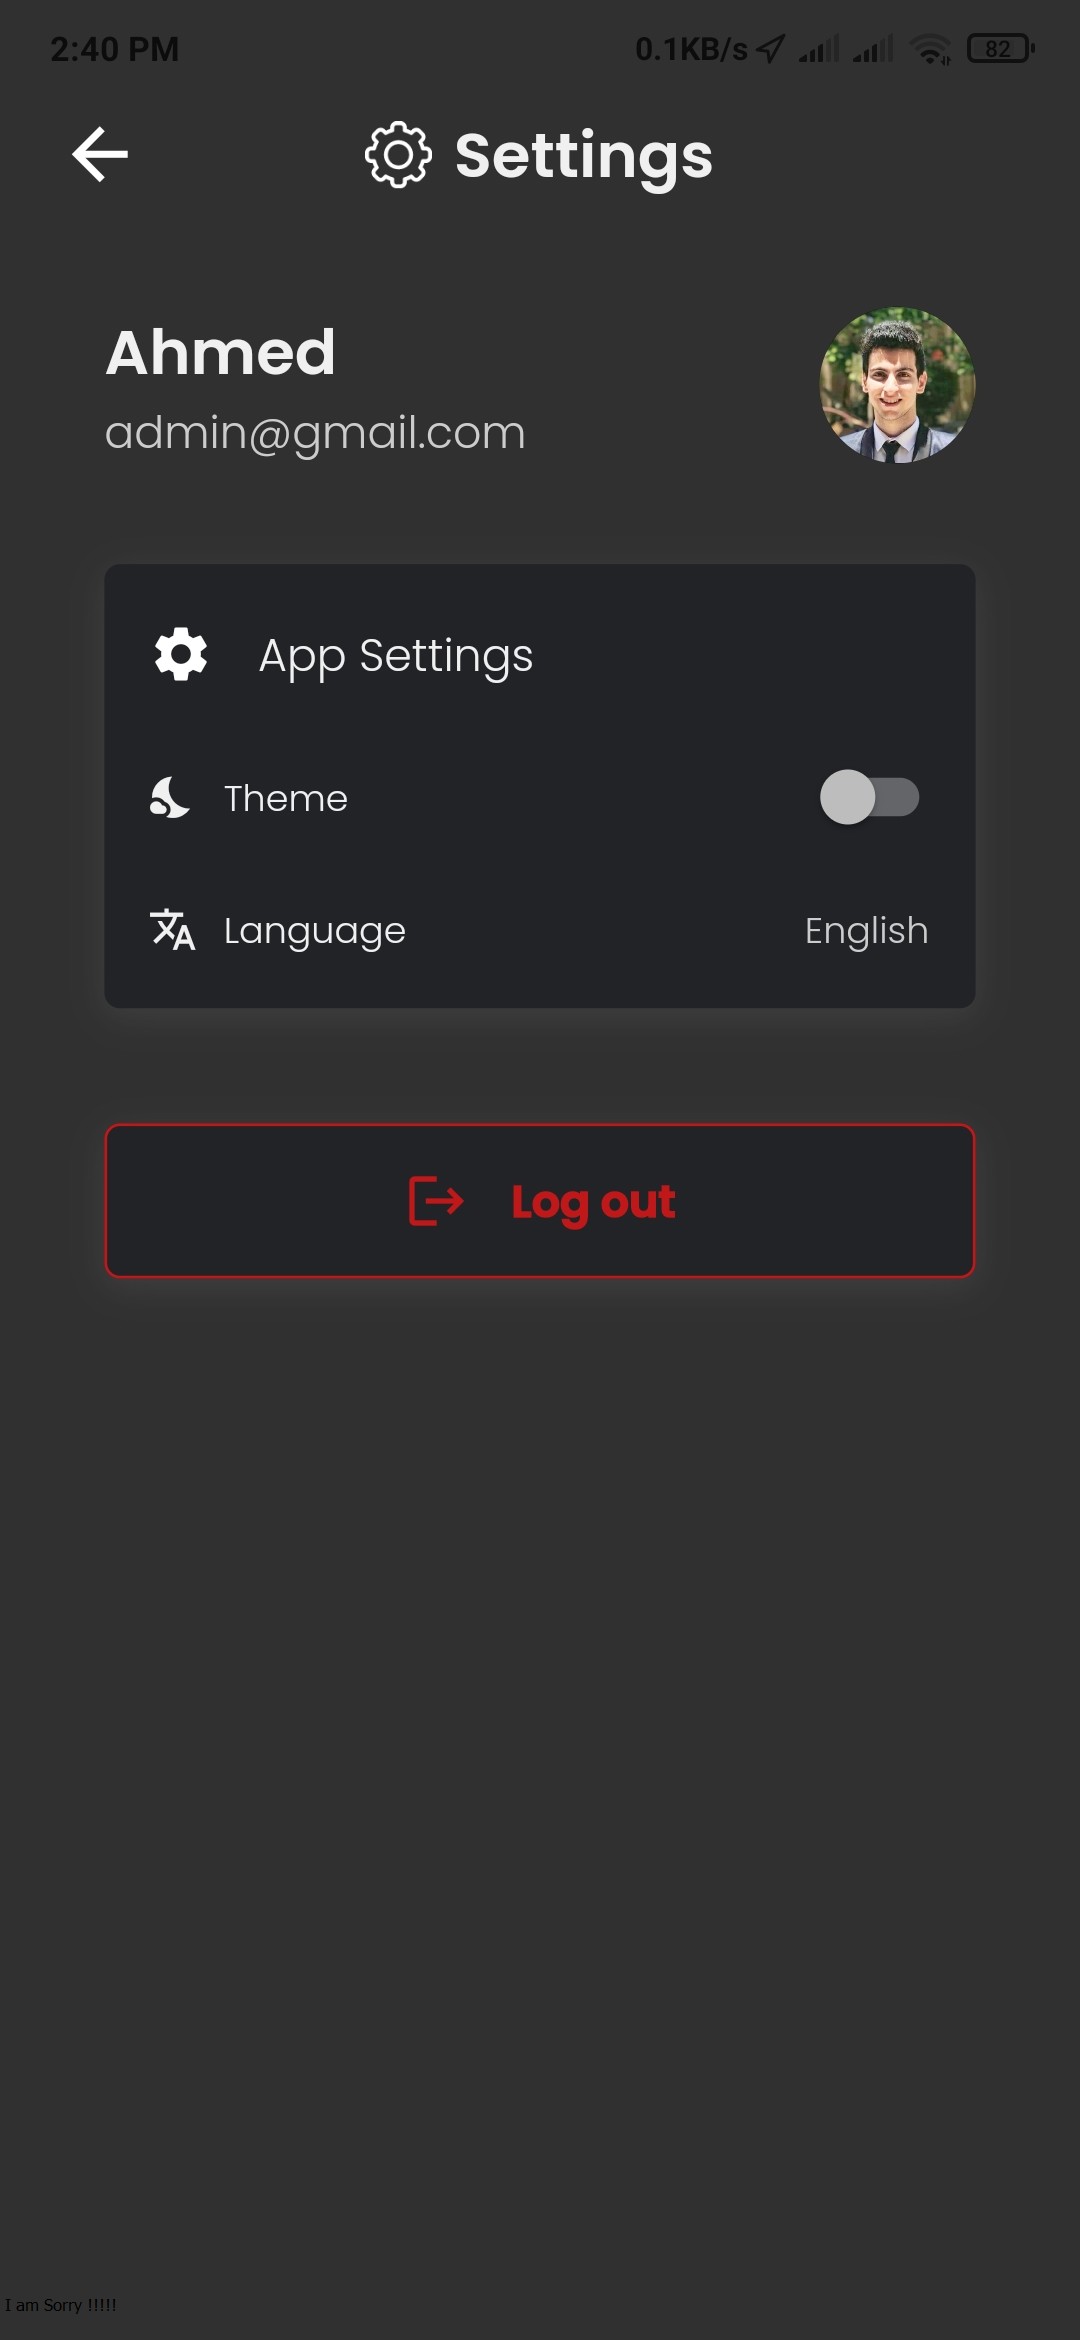 2:40 PM 0.1KB/s 82
Settings
Ahmed
admin@gmail.com
App Settings
Theme
Language English
Log out
I am Sorry !!!!!